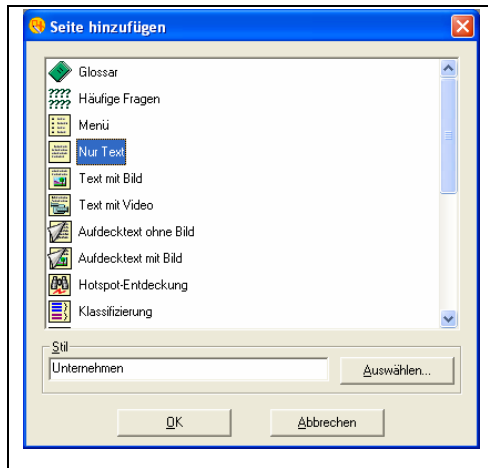 Seite hinzufügen
Glossar
Häufige Fragen
Menü
Nur Text
Text mit Bild
Text mit Video
Aufdecktext ohne Bild
Aufdecktext mit Bild
Hotspot-Entdeckung
Klassifizierung
Stil
Unternehmen
Auswählen...
OK
Abbrechen